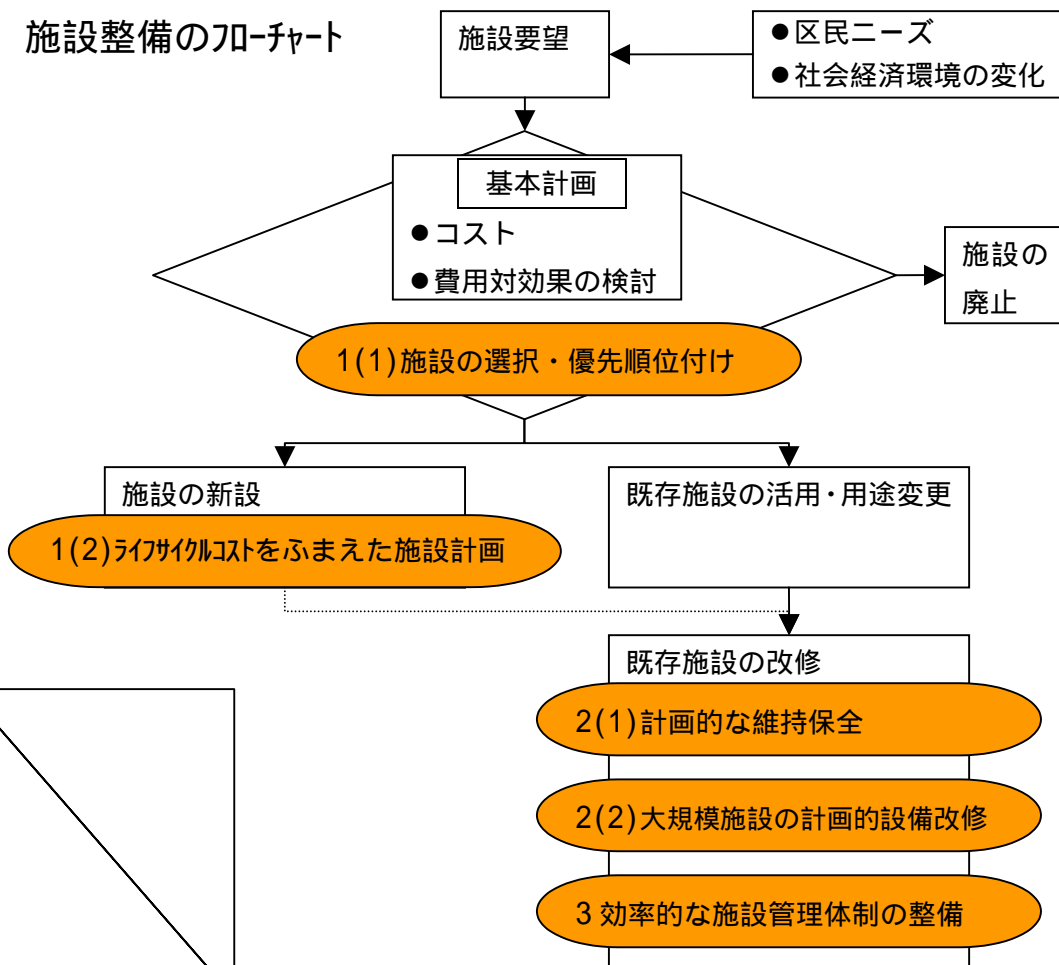 施設整備のフローチャート
施設要望
●区民ニーズ
●社会経済環境の変化
基本計画
●コスト
●費用対効果の検討
施設の
廃止
1(1)施設の選択・優先順位付け
施設の新設
1(2)ライフサイクルコストをふまえた施設計画
既存施設の活用・用途変更
既存施設の改修
2(1)計画的な維持保全
2(2)大規模施設の計画的設備改修
3 効率的な施設管理体制の整備